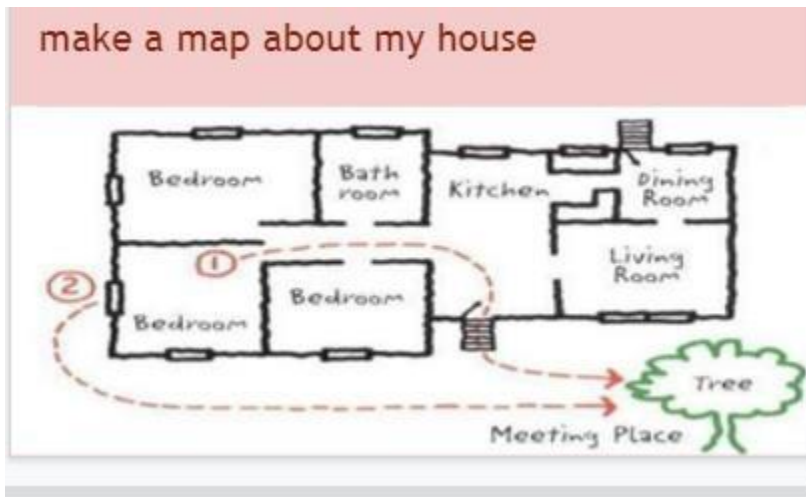 make a map about my house
Bedroom
Bath
room
Kitchen
Dining
Room
Living
Room
1
2
Bedroom
Bedroom
Tree
Meeting Place